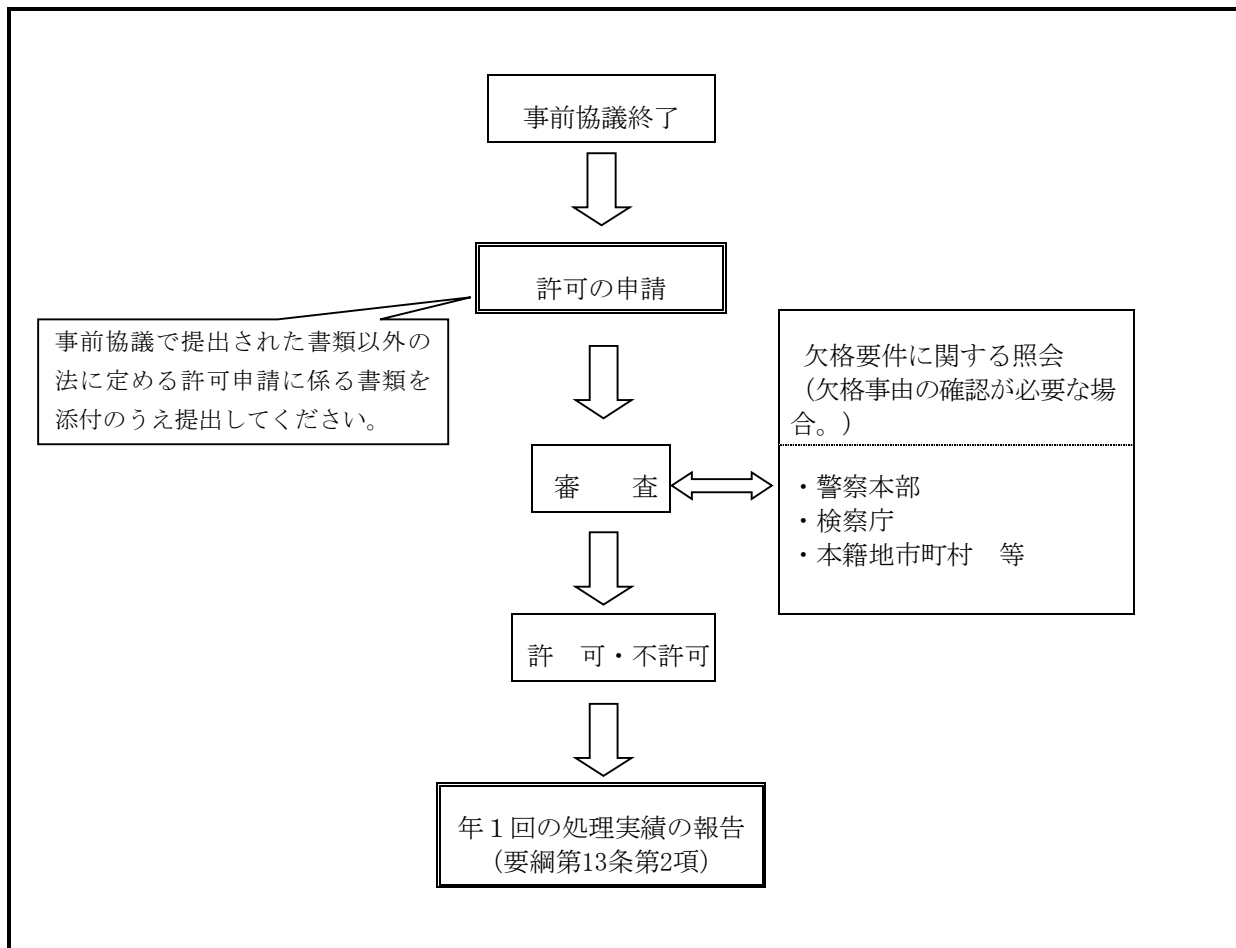 事前協議終了
許可の申請
事前協議で提出された書類以外の
法に定める許可申請に係る書類を
添付のうえ提出してください。
欠格要件に関する照会
（欠格事由の確認が必要な場
合。）
審　　査
・警察本部
・検察庁
・本籍地市町村　等
許　可・不許可
年１回の処理実績の報告
（要綱第13条第2項）